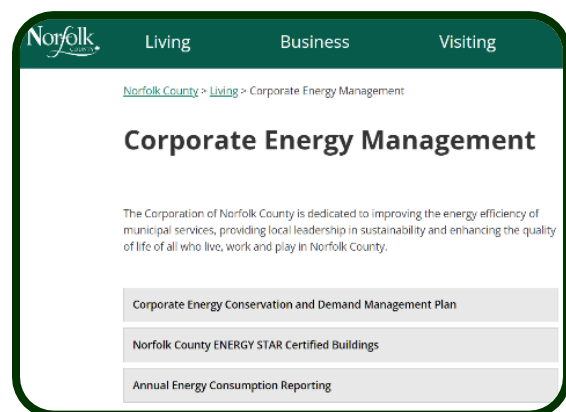 Norfolk
COUNTY
Living Business Visiting
Norfolk County > Living > Corporate Energy Management
Corporate Energy Management
The Corporation of Norfolk County is dedicated to improving the energy efficiency of
municipal services, providing local leadership in sustainability and enhancing the quality
of life of all who live, work and play in Norfolk County.
Corporate Energy Conservation and Demand Management Plan
Norfolk County ENERGY STAR Certified Buildings
Annual Energy Consumption Reporting